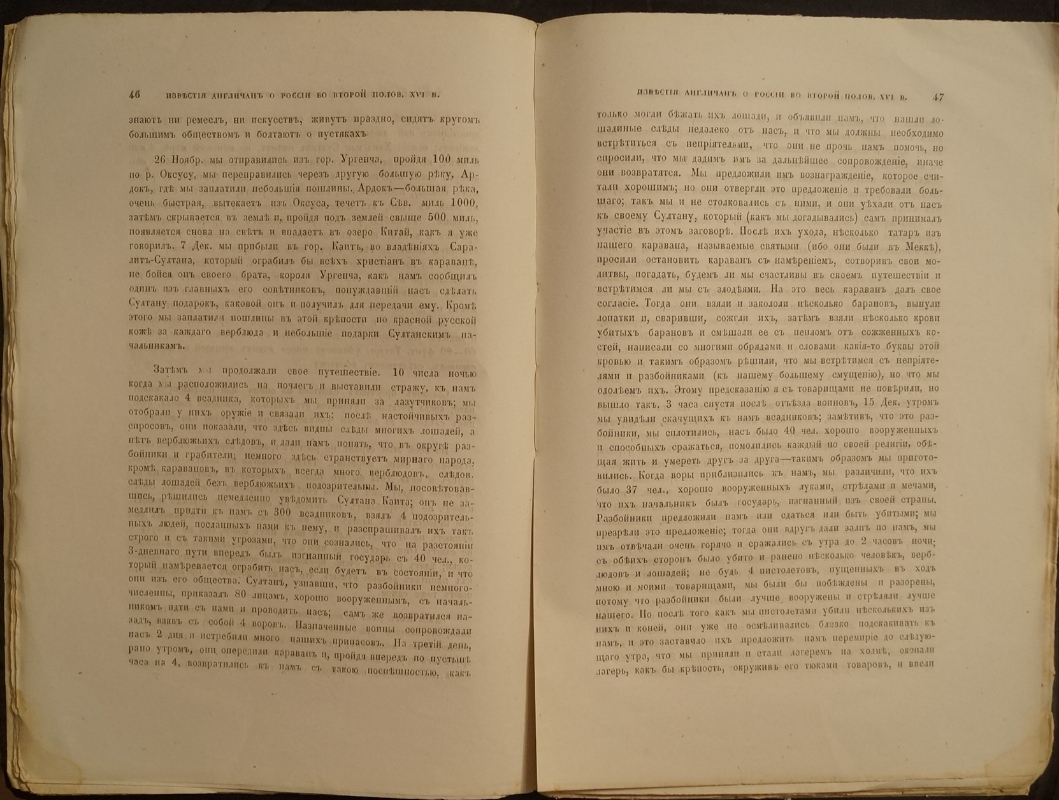 46 ИЗВѢСТІЯ АНГЛИЧАНЪ О РОССІИ ВО ВТОРОЙ ПОЛОВ. XVI В.
знаютъ ни ремеслъ, ни искусствъ, живутъ праздно, сидятъ кругомъ
большимъ обществомъ и болтаютъ о пустякахъ
26 Ноябр. мы отправились изъ гор. Ургенча, пройдя 100 миль
по р. Оксусу, мы переправились черезъ другую большую рѣку, Ар-
докъ, гдѣ мы заплатили небольшія пошлины. Ардокъ—большая рѣка,
очень быстрая, вытекаетъ изъ Оксуса, течетъ къ Сѣв. миль 1000,
затѣмъ скрывается въ землѣ и, пройдя подъ землей свыше 500 миль,
появляется снова на свѣтъ и впадаетъ въ озеро Китай, какъ я уже
говорилъ. 7 Дек. мы прибыли въ гор. Каитъ, во владѣніяхъ Сара-
литъ-Султана, который ограбилъ бы всѣхъ христіанъ въ караванѣ,
не бойся онъ своего брата, короля Ургенча, какъ намъ сообщилъ
одинъ изъ главныхъ его совѣтниковъ, понуждавшій насъ сдѣлать
Султану подарокъ, каковой онъ и получилъ для передачи ему. Кромѣ
этого мы заплатили пошлины въ этой крѣпости по красной русской
кожѣ за каждаго верблюда и небольшіе подарки Султанскимъ на-
чальникамъ.
Затѣмъ мы продолжали свое путешествіе. 10 числа ночью
когда мы расположились на ночлегъ и выставили стражу, къ намъ
подскакало 4 всадника, которыхъ мы приняли за лазутчиковъ; мы
отобрали у нихъ оружіе и связали ихъ; послѣ настойчивыхъ раз-
спросовъ, они показали, что здѣсь видны слѣды многихъ лошадей, а
нѣтъ верблюжьихъ слѣдовъ, и дали намъ понять, что въ округѣ раз-
бойники и грабители; немного здѣсь странствуетъ мирнаго народа,
кромѣ каравановъ, въ которыхъ всегда много верблюдовъ, слѣдов.
слѣды лошадей безъ верблюжьихъ подозрительны. Мы, посовѣтовав-
шись, рѣшились немедленно увѣдомить Султана Каита; онъ не за-
медлилъ придти къ намъ съ 300 всадниковъ, взялъ 4 подозритель-
ныхъ людей, посланныхъ нами къ нему, и разспрашивалъ ихъ такъ
строго и съ такими угрозами, что они сознались, что на разстояніи
3-дневнаго пути впередъ былъ изгнанный государь съ 40 чел., ко-
торый намѣревается ограбить насъ, если будетъ въ состояніи, и что
они изъ его общества. Султанъ, узнавши, что разбойники немного-
численны, приказалъ 80 лицамъ, хорошо вооруженнымъ, съ началь-
никомъ идти съ нами и проводить насъ; самъ же возвратился на-
задъ, взявъ съ собой 4 воровъ. Назначенные воины сопровождали
насъ 2 дня и истребили много нашихъ припасовъ. На третій день,
рано утромъ, они опередили караванъ и, пройдя впередъ по пустынѣ
часа на 4, возвратились къ намъ съ такою поспѣшностью, какъ
ИЗВѢСТІЯ АНГЛИЧАНЪ О РОССІИ ВО ВТОРОЙ ПОЛОВ. XVI В. 47
только могли бѣжать ихъ лошади, и объявили намъ, что нашли ло-
шадиные слѣды недалеко отъ насъ, и что мы должны необходимо
встрѣтиться съ непріятелями, что они не прочь намъ помочь, но
спросили, что мы дадимъ имъ за дальнѣйшее сопровожденіе, иначе
они возвратятся. Мы предложили имъ вознагражденіе, которое счи-
тали хорошимъ; но они отвергли это предложеніе и требовали боль-
шаго; такъ мы и не столковались съ ними, и они уѣхали отъ насъ
къ своему Султану, который (какъ мы догадывались) самъ принималъ
участіе въ этомъ заговорѣ. Послѣ ихъ ухода, нѣсколько татаръ изъ
нашего каравана, называемые святыми (ибо они были въ Меккѣ),
просили остановить караванъ съ намѣреніемъ, сотворивъ свои мо-
литвы, погадать, будемъ ли мы счастливы въ своемъ путешествіи и
встрѣтимся ли мы съ злодѣями. На это весь караванъ далъ свое
согласіе. Тогда они взяли и закололи нѣсколько барановъ, вынули
лопатки и, сваривши, сожгли ихъ, затѣмъ взяли нѣсколько крови
убитыхъ барановъ и смѣшали ее съ пепломъ отъ сожженныхъ ко-
стей, написали со многими обрядами и словами какія-то буквы этой
кровью и такимъ образомъ рѣшили, что мы встрѣтимся съ непріяте-
лями и разбойниками (къ нашему большему смущенію), но что мы
одолѣемъ ихъ. Этому предсказанію я съ товарищами не повѣрили, но
вышло такъ. 3 часа спустя послѣ отъѣзда воиновъ, 15 Дек. утромъ
мы увидѣли скачущихъ къ намъ всадниковъ; замѣтивъ, что это раз-
бойники, мы сплотились, насъ было 40 чел. хорошо вооруженныхъ
и способныхъ сражаться, помолились каждый по своей религіи, обѣ-
щая жить и умереть другъ за друга—такимъ образомъ мы пригото-
вились. Когда воры приблизились къ намъ, мы различили, что ихъ
было 37 чел., хорошо вооруженныхъ луками, стрѣлами и мечами,
что ихъ начальникъ былъ государь, изгнанный изъ своей страны.
Разбойники предложили намъ или сдаться или быть убитыми; мы
презрѣли это предложеніе; тогда они вдругъ дали залпъ по намъ, мы
имъ отвѣчали очень горячо и сражались съ утра до 2 часовъ ночи;
съ обѣихъ сторонъ было убито и ранено нѣсколько человѣкъ, верб-
людовъ и лошадей; не будь 4 пистолетовъ, пущенныхъ въ ходъ
мною и моими товарищами, мы были бы побѣждены и разорены,
потому что разбойники были лучше вооружены и стрѣляли лучше
нашего. Но послѣ того какъ мы пистолетами убили нѣсколькихъ изъ
нихъ и коней, они уже не осмѣливались близко подскакивать къ
намъ, и это заставило ихъ предложить намъ перемиріе до слѣдую-
щаго утра, что мы приняли и стали лагеремъ на холмѣ, окопали
лагерь, какъ бы крѣпость, окруживъ его тюками товаровъ, и ввели